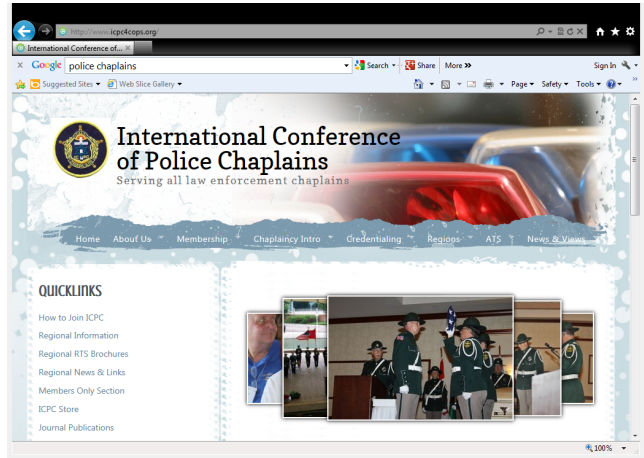 http://www.icpc4cops.org/
International Conference of... ×
× Google police chaplains Search Share More >> Sign In
Suggested Sites Web Slice Gallery Page Safety Tools
International Conference
of Police Chaplains
Serving all law enforcement chaplains
Home About Us Membership Chaplaincy Intro Credentialing Regions ATS News & Views
QUICKLINKS
How to Join ICPC
Regional Information
Regional RTS Brochures
Regional News & Links
Members Only Section
ICPC Store
Journal Publications
100%